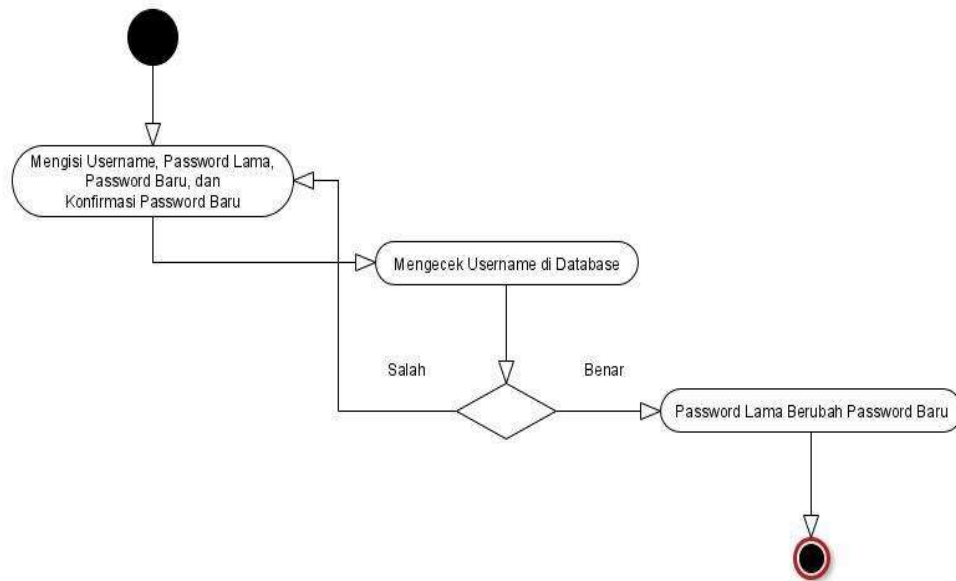 Mengisi Username, Password Lama,
Password Baru, dan
Konfirmasi Password Baru
Mengecek Username di Database
Salah
Benar
Password Lama Berubah Password Baru